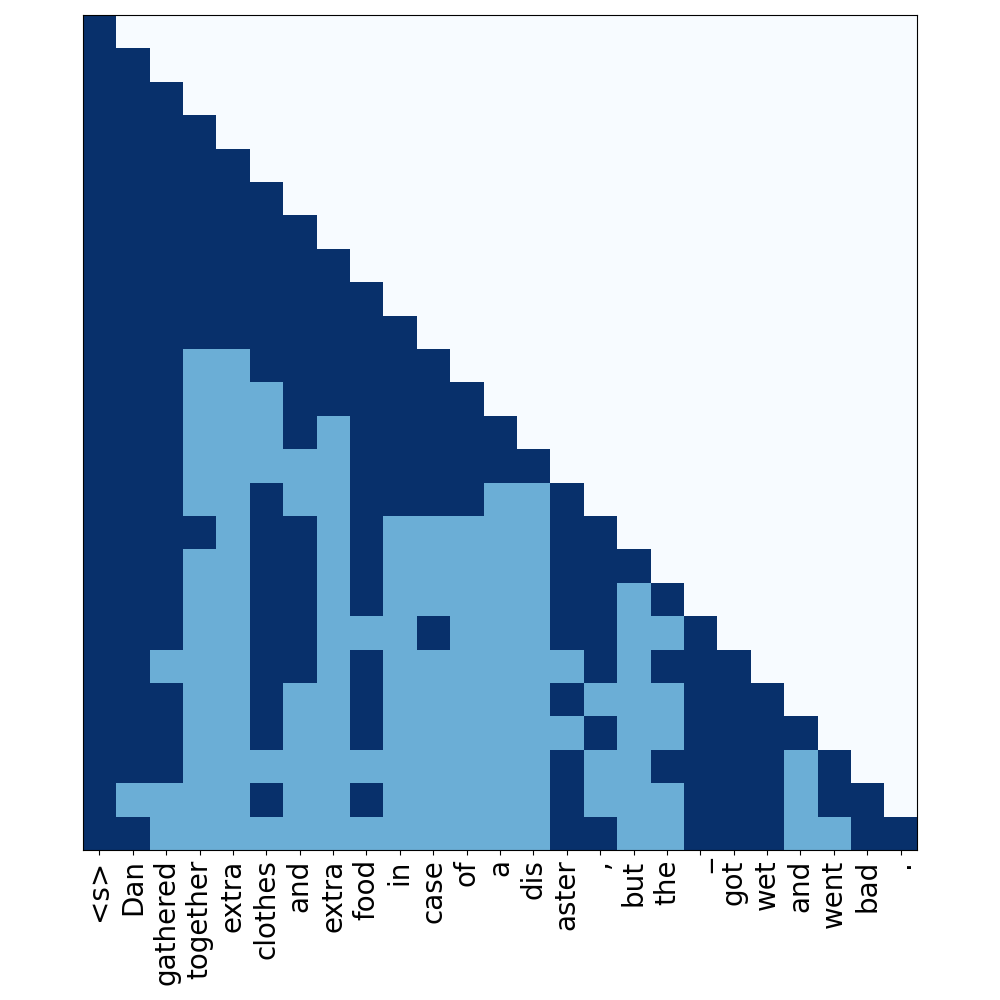 <s> Dan gathered together extra clothes and extra food in case of a dis aster , but the _ got wet and went bad .